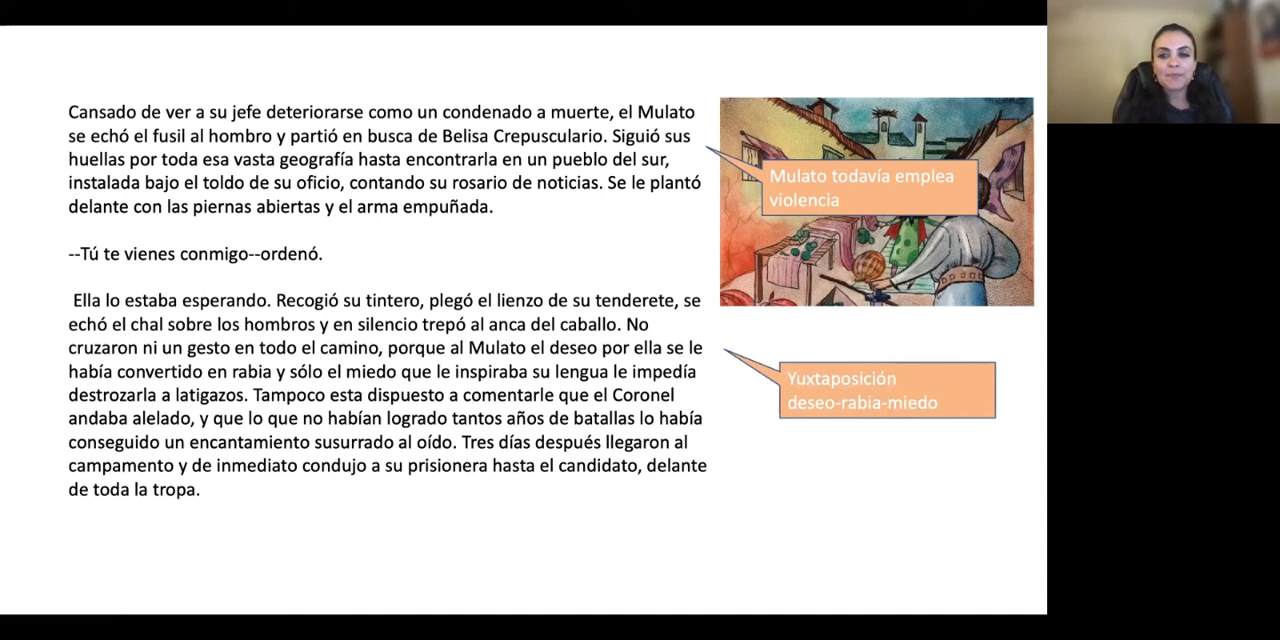 Cansado de ver a su jefe deteriorarse como un condenado a muerte, el Mulato
se echó el fusil al hombro y partió en busca de Belisa Crepusculario. Siguió sus
huellas por toda esa vasta geografía hasta encontrarla en un pueblo del sur,
instalada bajo el toldo de su oficio, contando su rosario de noticias. Se le plantó
delante con las piernas abiertas y el arma empuñada.
--Tú te vienes conmigo--ordenó.
Ella lo estaba esperando. Recogió su tintero, plegó el lienzo de su tenderete, se
echó el chal sobre los hombros y en silencio trepó al anca del caballo. No
cruzaron ni un gesto en todo el camino, porque al Mulato el deseo por ella se le
había convertido en rabia y sólo el miedo que le inspiraba su lengua le impedía
destrozarla a latigazos. Tampoco esta dispuesto a comentarle que el Coronel
andaba alelado, y que lo que no habían logrado tantos años de batallas lo había
conseguido un encantamiento susurrado al oído. Tres días después llegaron al
campamento y de inmediato condujo a su prisionera hasta el candidato, delante
de toda la tropa.
Mulato todavía emplea
violencia
Yuxtaposición
deseo-rabia-miedo